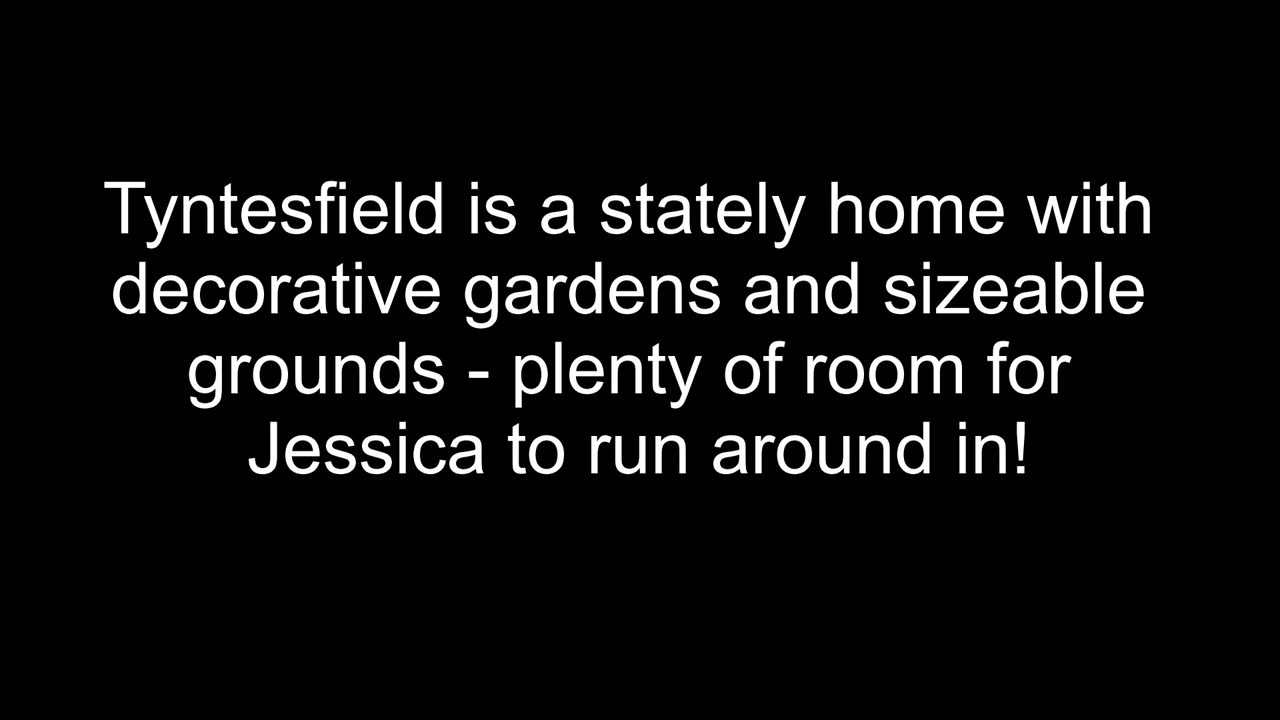 Tyntesfield is a stately home with
decorative gardens and sizeable
grounds - plenty of room for
Jessica to run around in!